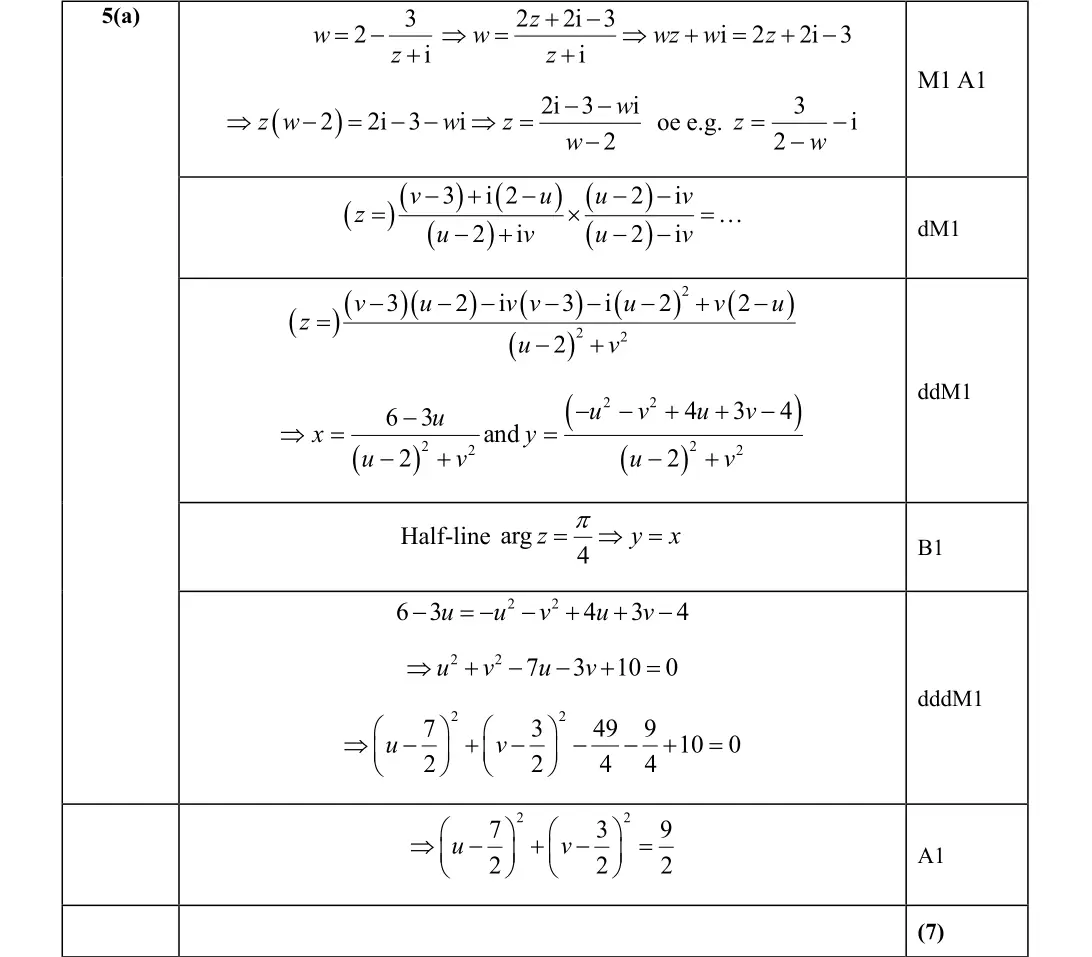 5(a)
w = 2 − 3/(z + i) ⇒ w = (2z + 2i − 3)/(z + i) ⇒ wz + wi = 2z + 2i − 3
⇒ z(w − 2) = 2i − 3 − wi ⇒ z = (2i − 3 − wi)/(w − 2) oe e.g. z = 3/(2 − w) − i
M1 A1
(z =) ((v − 3) + i(2 − u))/((u − 2) + iv) × ((u − 2) − iv)/((u − 2) − iv) = …
dM1
(z =) ((v − 3)(u − 2) − iv(v − 3) − i(u − 2)² + v(2 − u))/((u − 2)² + v²)
⇒ x = (6 − 3u)/((u − 2)² + v²) and y = (−u² − v² + 4u + 3v − 4)/((u − 2)² + v²)
ddM1
Half-line arg z = π/4 ⇒ y = x
B1
6 − 3u = −u² − v² + 4u + 3v − 4
⇒ u² + v² − 7u − 3v + 10 = 0
⇒ (u − 7/2)² + (v − 3/2)² − 49/4 − 9/4 + 10 = 0
dddM1
⇒ (u − 7/2)² + (v − 3/2)² = 9/2
A1
(7)